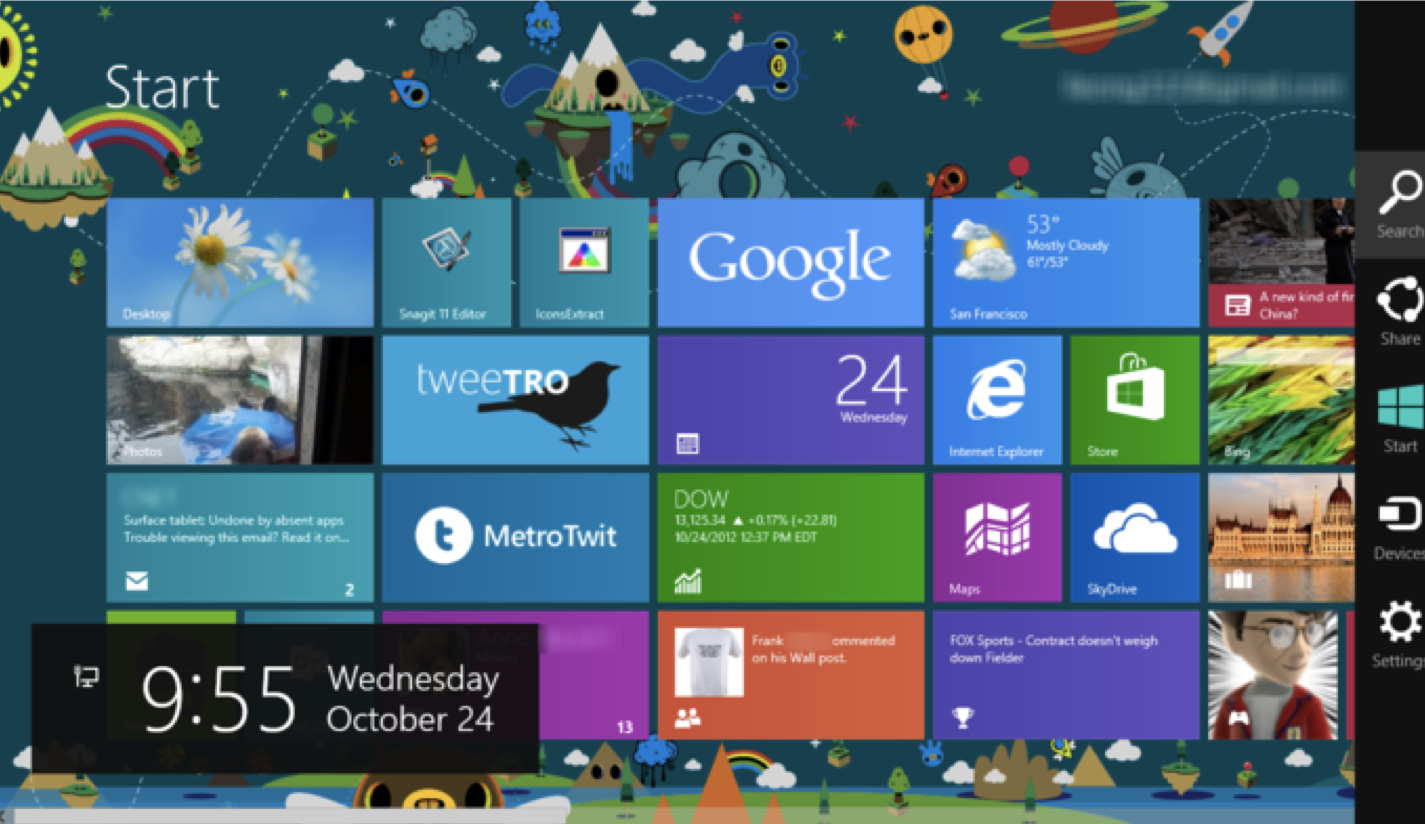 Start
Desktop
Snagit 11 Editor
IconsExtract
Google
53°
Mostly Cloudy
61°/53°
San Francisco
A new kind of fir
China?
Search
Share
Start
Devices
Settings
Photos
tweeTRO
24
Wednesday
Internet Explorer
Store
Bing
CNET
Surface tablet: Undone by absent apps
Trouble viewing this email? Read it on...
2
MetroTwit
DOW
13,125.34 ▲ +0.17% (+22.81)
10/24/2012 12:37 PM EDT
Maps
SkyDrive
13
Frank ommented
on his Wall post.
FOX Sports - Contract doesn't weigh
down Fielder
9:55
Wednesday
October 24